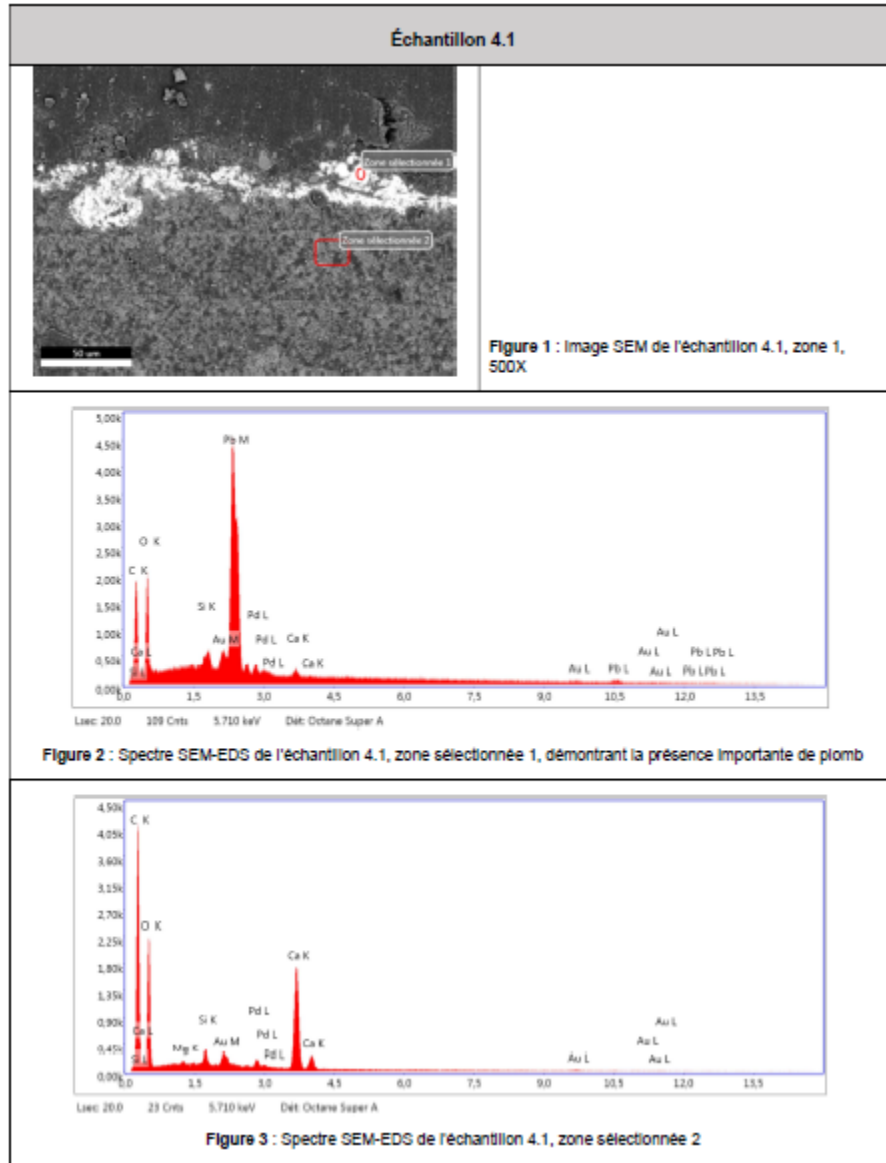 Échantillon 4.1
Zone sélectionnée 1
Zone sélectionnée 2
50 um
Figure 1 : Image SEM de l'échantillon 4.1, zone 1,
500X
5,00k
4,50k
4,00k
3,50k
3,00k
2,50k
2,00k
1,50k
1,00k
0,50k
0,00k
Pb M
O K
C K
Si K
Pd L
Au M
Pd L
Ca K
Ca L
Pd L
Ca K
Si L
Au L
Au L
Pb L Pb L
Au L
Pb L
Au L
Pb L Pb L
0,0 1,5 3,0 4,5 6,0 7,5 9,0 10,5 12,0 13,5
Lsec: 20.0 109 Cnts 5.710 keV Dét: Octane Super A
Figure 2 : Spectre SEM-EDS de l'échantillon 4.1, zone sélectionnée 1, démontrant la présence importante de plomb
4,50k
4,05k
3,60k
3,15k
2,70k
2,25k
1,80k
1,35k
0,90k
0,45k
0,00k
C K
O K
Ca K
Pd L
Si K
Au L
Ca L
Pd L
Au M
Ca K
Au L
Mg K
Pd L
Si L
Au L
Au L
0,0 1,5 3,0 4,5 6,0 7,5 9,0 10,5 12,0 13,5
Lsec: 20.0 23 Cnts 5.710 keV Dét: Octane Super A
Figure 3 : Spectre SEM-EDS de l'échantillon 4.1, zone sélectionnée 2